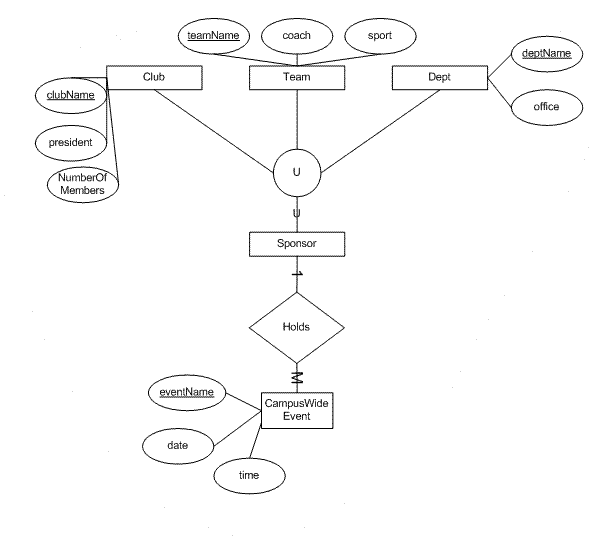 teamName
coach
sport
deptName
Club
Team
Dept
clubName
office
president
U
NumberOf
Members
U
Sponsor
1
Holds
M
eventName
CampusWide
Event
date
time